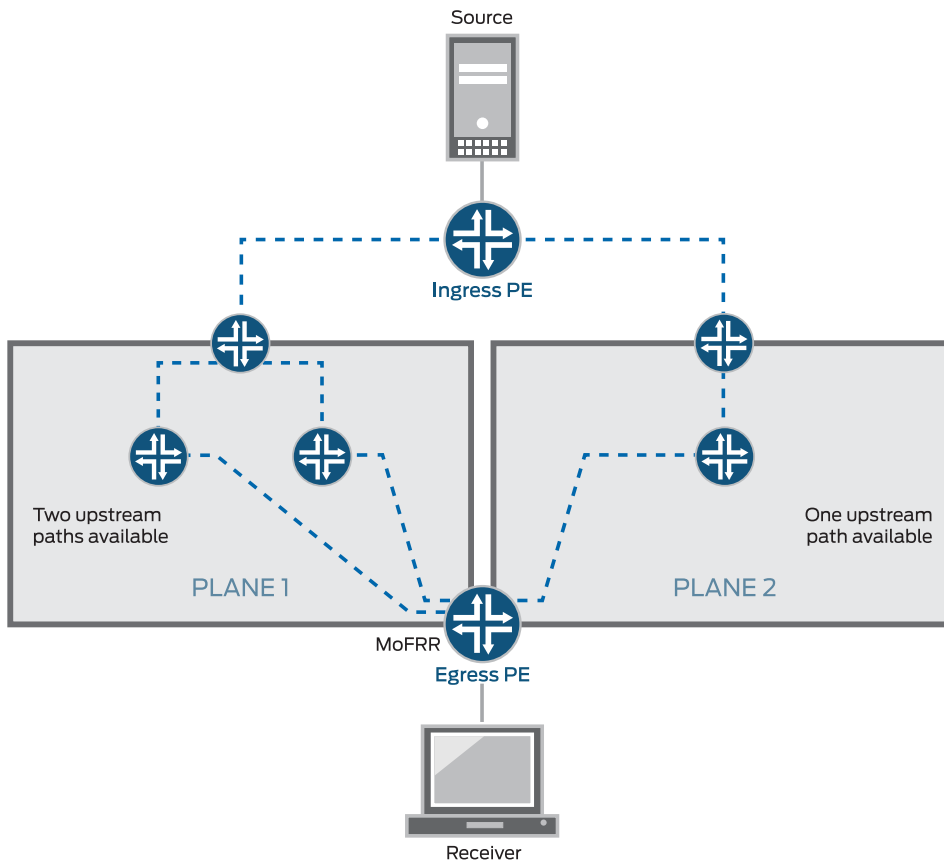 Source
Ingress PE
Two upstream
paths available
One upstream
path available
PLANE 1
PLANE 2
MoFRR
Egress PE
Receiver